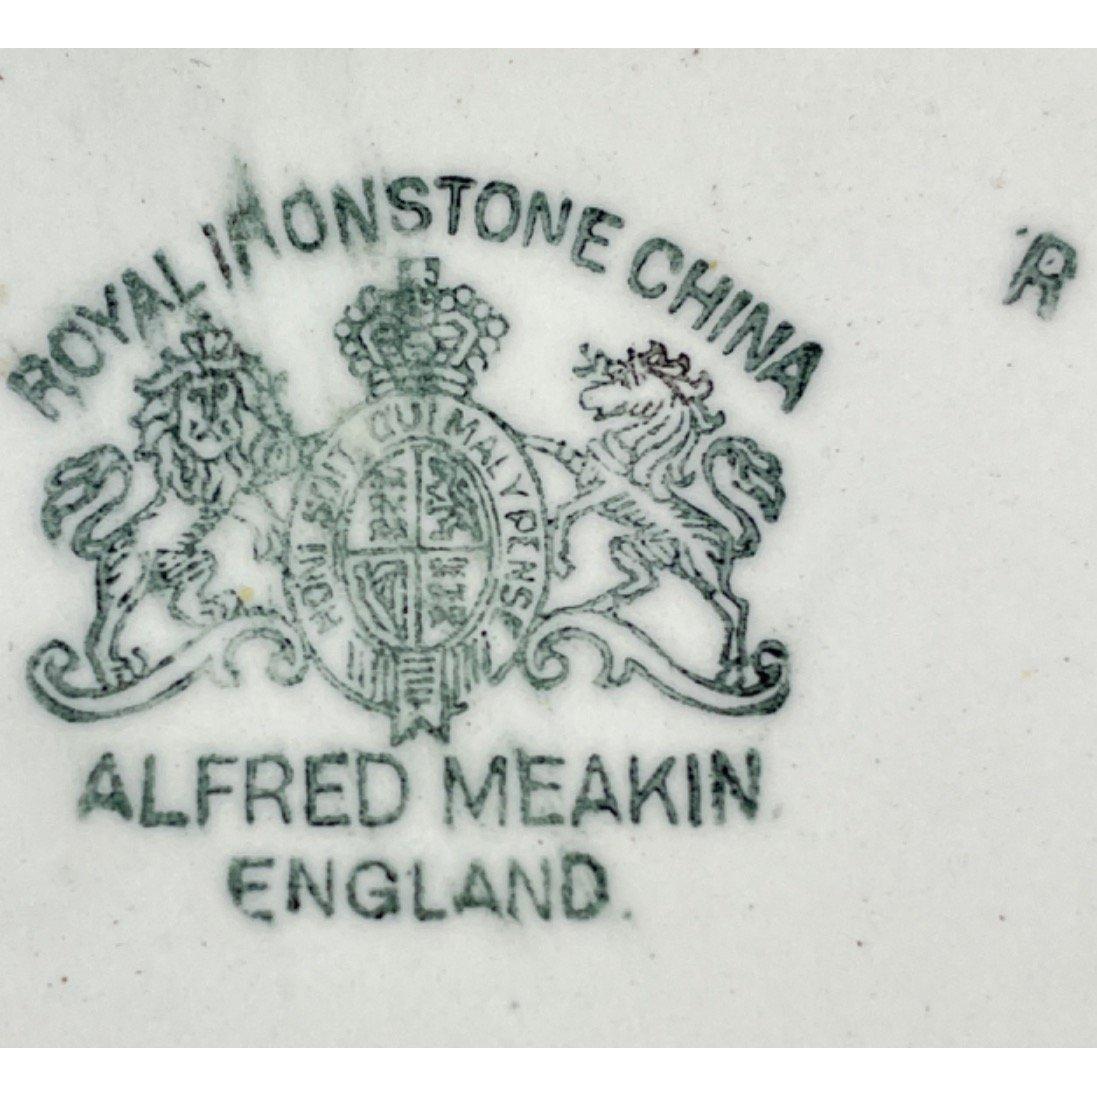 ROYAL IRONSTONE CHINA
R
HONI SOIT QUI MAL Y PENSE
ALFRED MEAKIN
ENGLAND.